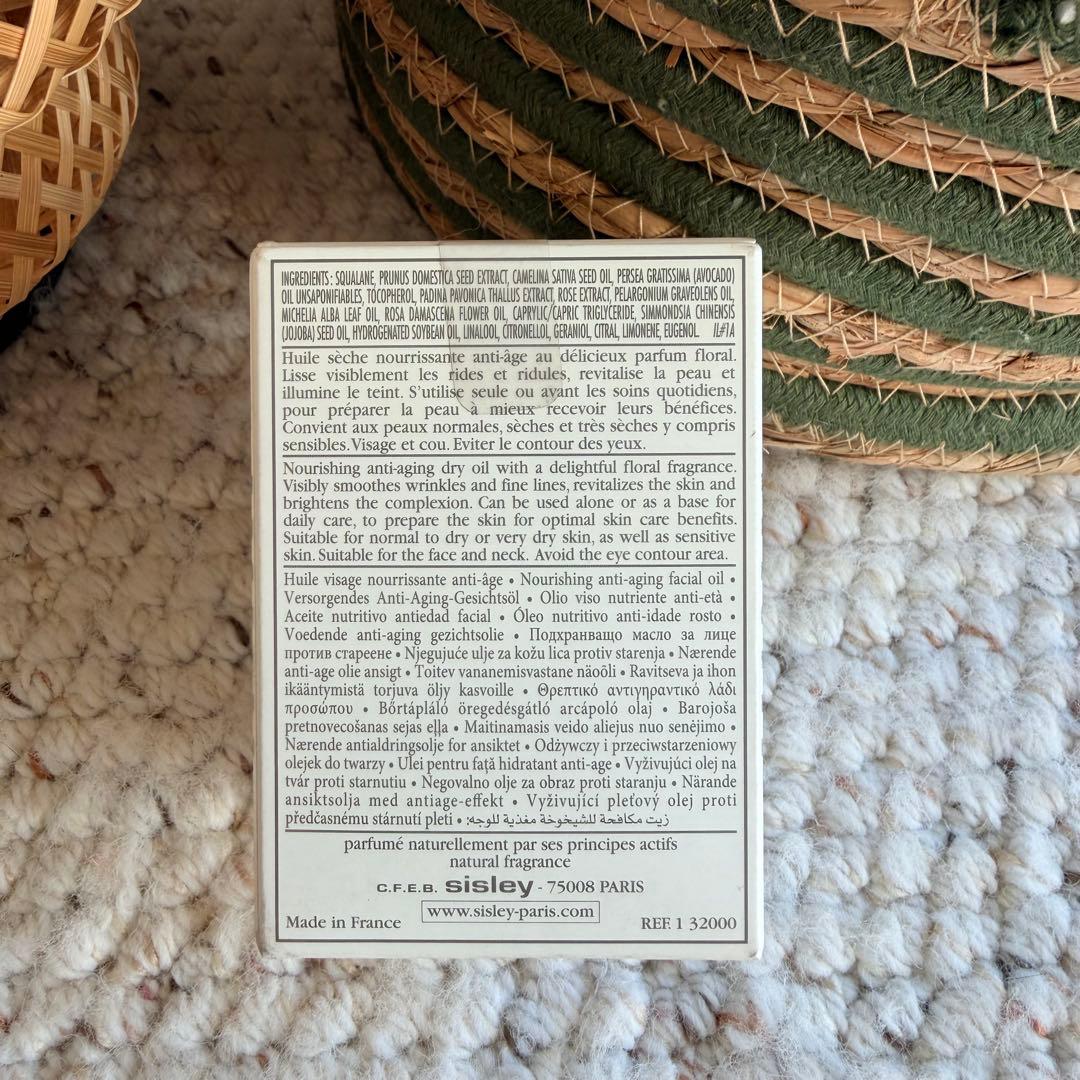 INGREDIENTS : SQUALANE, PRUNUS DOMESTICA SEED EXTRACT, CAMELINA SATIVA SEED OIL, PERSEA GRATISSIMA (AVOCADO)
OIL UNSAPONIFIABLES, TOCOPHEROL, PADINA PAVONICA THALLUS EXTRACT, ROSE EXTRACT, PELARGONIUM GRAVEOLENS OIL,
MICHELIA ALBA LEAF OIL, ROSA DAMASCENA FLOWER OIL, CAPRYLIC/CAPRIC TRIGLYCERIDE, SIMMONDSIA CHINENSIS
(JOJOBA) SEED OIL, HYDROGENATED SOYBEAN OIL, LINALOOL, CITRONELLOL, GERANIOL, CITRAL, LIMONENE, EUGENOL. IL#1A
Huile sèche nourrissante anti-âge au délicieux parfum floral.
Lisse visiblement les rides et ridules, revitalise la peau et
illumine le teint. S'utilise seule ou avant les soins quotidiens,
pour préparer la peau à mieux recevoir leurs bénéfices.
Convient aux peaux normales, sèches et très sèches y compris
sensibles. Visage et cou. Eviter le contour des yeux.
Nourishing anti-aging dry oil with a delightful floral fragrance.
Visibly smoothes wrinkles and fine lines, revitalizes the skin and
brightens the complexion. Can be used alone or as a base for
daily care, to prepare the skin for optimal skin care benefits.
Suitable for normal to dry or very dry skin, as well as sensitive
skin. Suitable for the face and neck. Avoid the eye contour area.
Huile visage nourrissante anti-âge • Nourishing anti-aging facial oil •
Versorgendes Anti-Aging-Gesichtsöl • Olio viso nutriente anti-età •
Aceite nutritivo antiedad facial • Óleo nutritivo anti-idade rosto •
Voedende anti-aging gezichtsolie • Подхранващо масло за лице
против стареене • Njegujuće ulje za kožu lica protiv starenja • Nærende
anti-age olie ansigt • Toitev vananemisvastane näoõli • Ravitseva ja ihon
ikääntymistä torjuva öljy kasvoille • Θρεπτικό αντιγηραντικό λάδι
προσώπου • Bőrtápláló öregedésgátló arcápoló olaj • Barojoša
pretnovecošanas sejas eļļa • Maitinamasis veido aliejus nuo senėjimo •
Nærende antialdringsolje for ansiktet • Odżywczy i przeciwstarzeniowy
olejek do twarzy • Ulei pentru față hidratant anti-age • Vyživujúci olej na
tvár proti starnutiu • Negovalno olje za obraz proti staranju • Närande
ansiktsolja med antiage-effekt • Vyživující pleťový olej proti
předčasnému stárnutí pleti • زيت مكافحة للشيخوخة مغذية للوجه:
parfumé naturellement par ses principes actifs
natural fragrance
C.F.E.B. sisley - 75008 PARIS
www.sisley-paris.com
Made in France REF. 1 32000